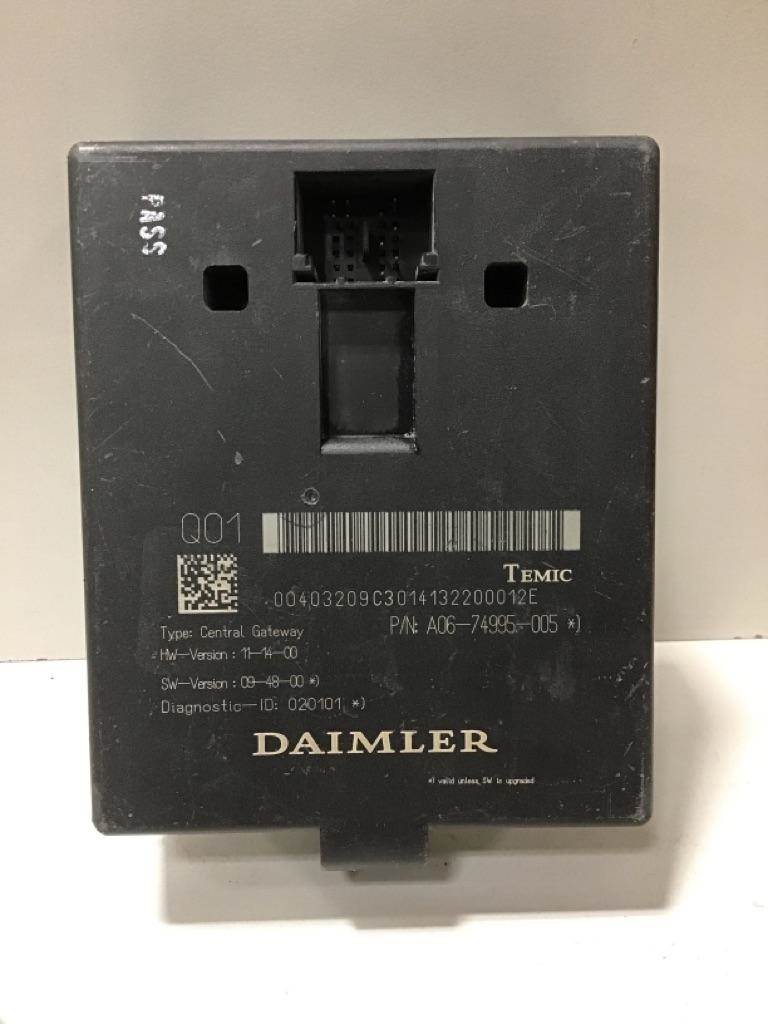 PASS
Q01
TEMIC
00403209C3014132200012E
P/N: A06-74995-005 *)
Type: Central Gateway
HW-Version : 11-14-00
SW-Version : 09-48-00 *)
Diagnostic-ID: 020101 *)
DAIMLER
*) valid unless SW is upgraded